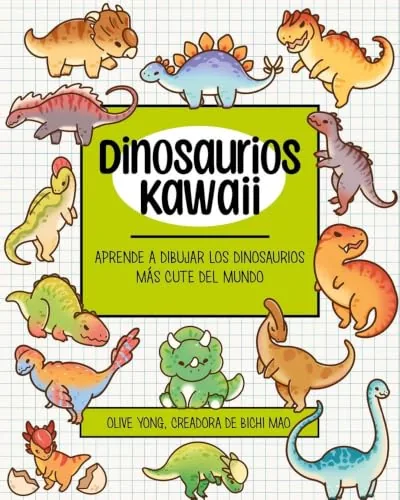 Dinosaurios
Kawaii
APRENDE A DIBUJAR LOS DINOSAURIOS
MÁS CUTE DEL MUNDO
OLIVE YONG, CREADORA DE BICHI MAO